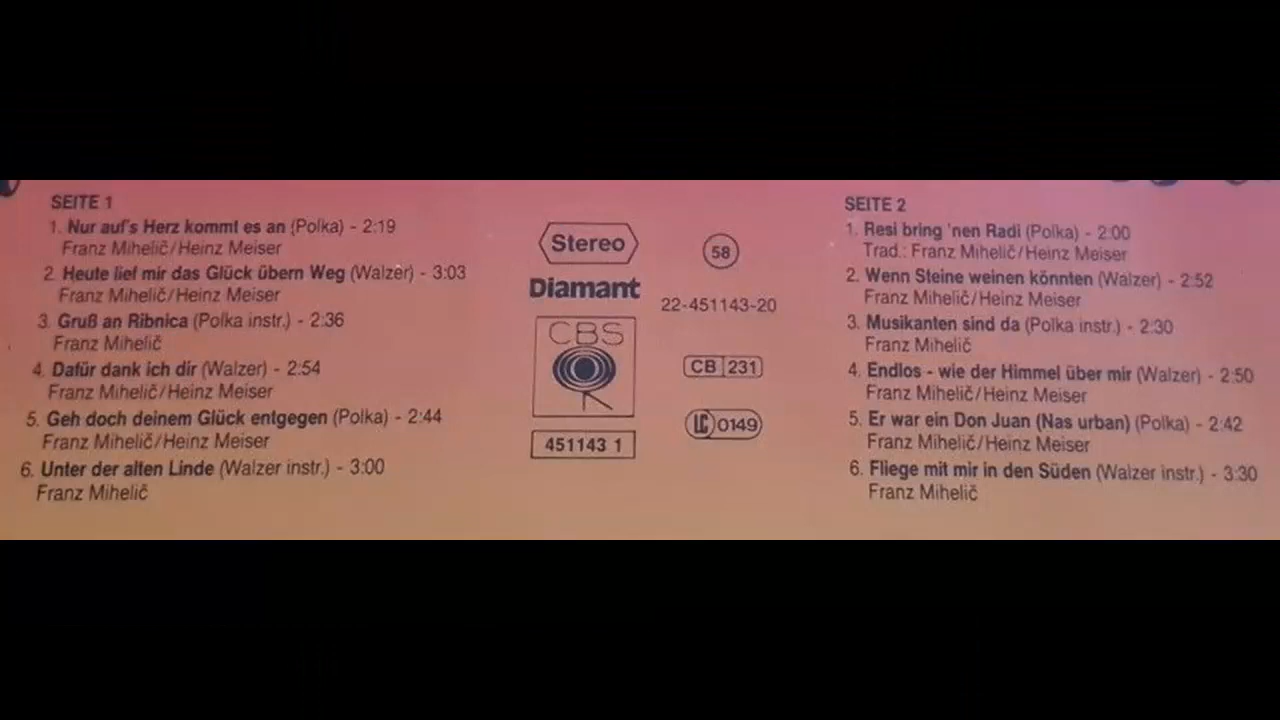 SEITE 1
1. Nur auf's Herz kommt es an (Polka) - 2:19
Franz Mihelič/Heinz Meiser
2. Heute lief mir das Glück übern Weg (Walzer) - 3:03
Franz Mihelič/Heinz Meiser
3. Gruß an Ribnica (Polka instr.) - 2:36
Franz Mihelič
4. Dafür dank ich dir (Walzer) - 2:54
Franz Mihelič/Heinz Meiser
5. Geh doch deinem Glück entgegen (Polka) - 2:44
Franz Mihelič/Heinz Meiser
6. Unter der alten Linde (Walzer instr.) - 3:00
Franz Mihelič
Stereo
Diamant
CBS
451143 1
58
22-451143-20
CB 231
LC 0149
SEITE 2
1. Resi bring 'nen Radi (Polka) - 2:00
Trad.: Franz Mihelič/Heinz Meiser
2. Wenn Steine weinen könnten (Walzer) - 2:52
Franz Mihelič/Heinz Meiser
3. Musikanten sind da (Polka instr.) - 2:30
Franz Mihelič
4. Endlos - wie der Himmel über mir (Walzer) - 2:50
Franz Mihelič/Heinz Meiser
5. Er war ein Don Juan (Nas urban) (Polka) - 2:42
Franz Mihelič/Heinz Meiser
6. Fliege mit mir in den Süden (Walzer instr.) - 3:30
Franz Mihelič